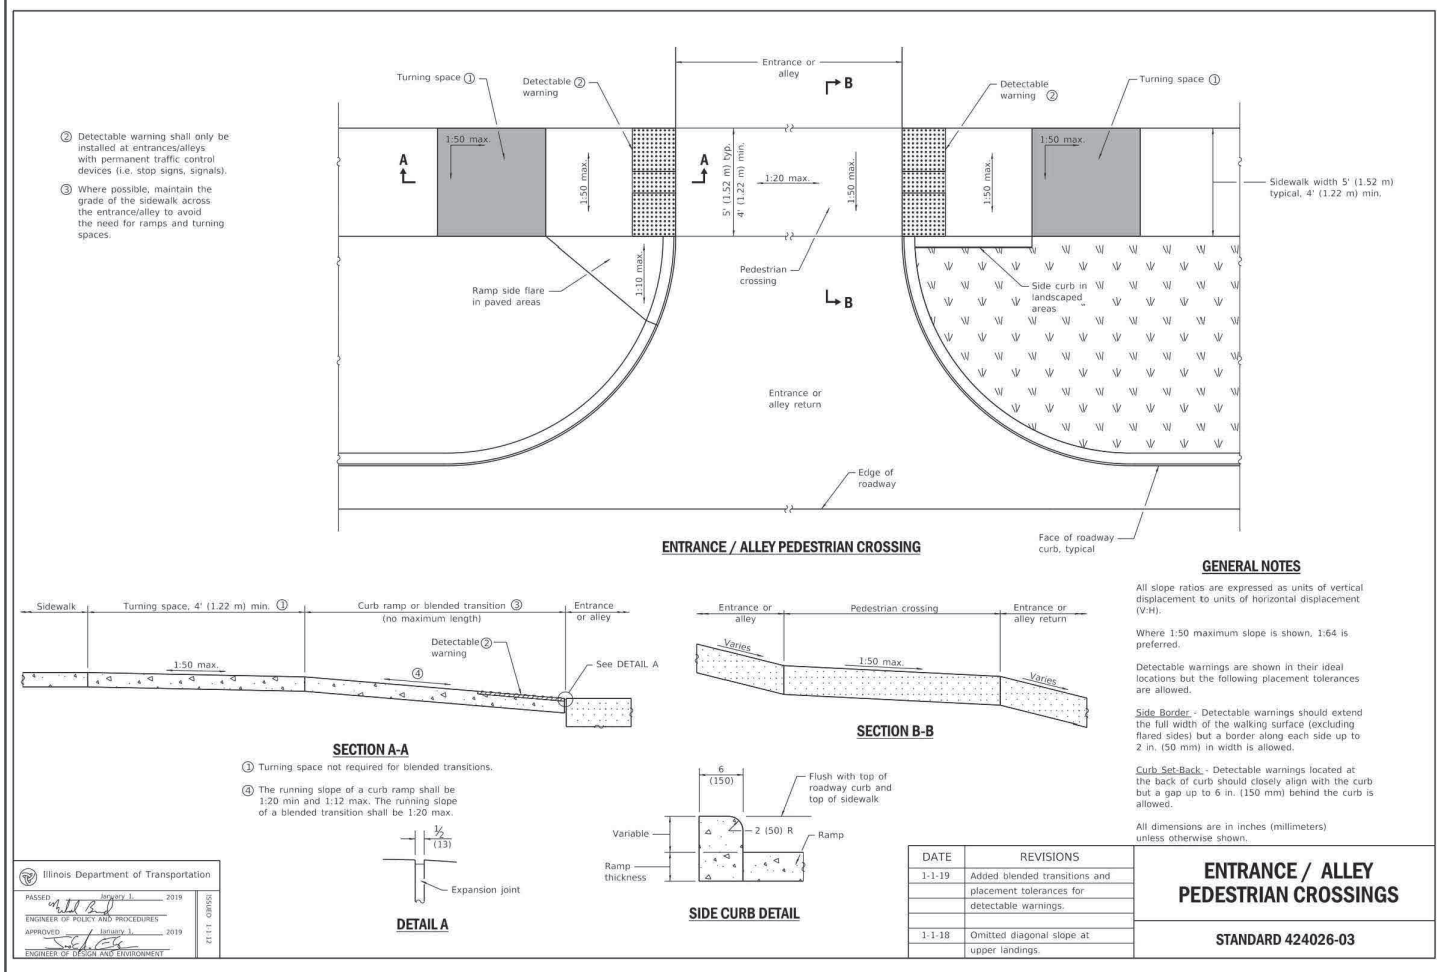 Entrance or
alley
B
Turning space ①
Detectable ②
warning
Detectable
warning ②
Turning space ①
② Detectable warning shall only be
installed at entrances/alleys
with permanent traffic control
devices (i.e. stop signs, signals).
③ Where possible, maintain the
grade of the sidewalk across
the entrance/alley to avoid
the need for ramps and turning
spaces.
1:50 max.
A
1:50 max.
A
5' (1.52 m) typ.
4' (1.22 m) min.
1:20 max.
1:50 max.
1:50 max.
1:50 max.
Sidewalk width 5' (1.52 m)
typical, 4' (1.22 m) min.
Ramp side flare
in paved areas
1:10 max.
Pedestrian
crossing
B
Side curb in
landscaped
areas
Entrance or
alley return
Edge of
roadway
Face of roadway
curb, typical
ENTRANCE / ALLEY PEDESTRIAN CROSSING
Sidewalk
Turning space, 4' (1.22 m) min. ①
Curb ramp or blended transition ③
(no maximum length)
Entrance
or alley
1:50 max.
④
Detectable ②
warning
See DETAIL A
SECTION A-A
① Turning space not required for blended transitions.
④ The running slope of a curb ramp shall be
1:20 min and 1:12 max. The running slope
of a blended transition shall be 1:20 max.
Entrance or
alley
Pedestrian crossing
Entrance or
alley return
Varies
1:50 max.
Varies
SECTION B-B
½
(13)
Expansion joint
DETAIL A
6
(150)
Flush with top of
roadway curb and
top of sidewalk
Variable
2 (50) R
Ramp
Ramp
thickness
SIDE CURB DETAIL
GENERAL NOTES
All slope ratios are expressed as units of vertical
displacement to units of horizontal displacement
(V:H).
Where 1:50 maximum slope is shown, 1:64 is
preferred.
Detectable warnings are shown in their ideal
locations but the following placement tolerances
are allowed.
Side Border - Detectable warnings should extend
the full width of the walking surface (excluding
flared sides) but a border along each side up to
2 in. (50 mm) in width is allowed.
Curb Set-Back - Detectable warnings located at
the back of curb should closely align with the curb
but a gap up to 6 in. (150 mm) behind the curb is
allowed.
All dimensions are in inches (millimeters)
unless otherwise shown.
Illinois Department of Transportation
PASSED January 1, 2019
ENGINEER OF POLICY AND PROCEDURES
APPROVED January 1, 2019
ENGINEER OF DESIGN AND ENVIRONMENT
ISSUED 1-1-12
DATE REVISIONS
1-1-19 Added blended transitions and
placement tolerances for
detectable warnings.
1-1-18 Omitted diagonal slope at
upper landings.
ENTRANCE / ALLEY
PEDESTRIAN CROSSINGS
STANDARD 424026-03